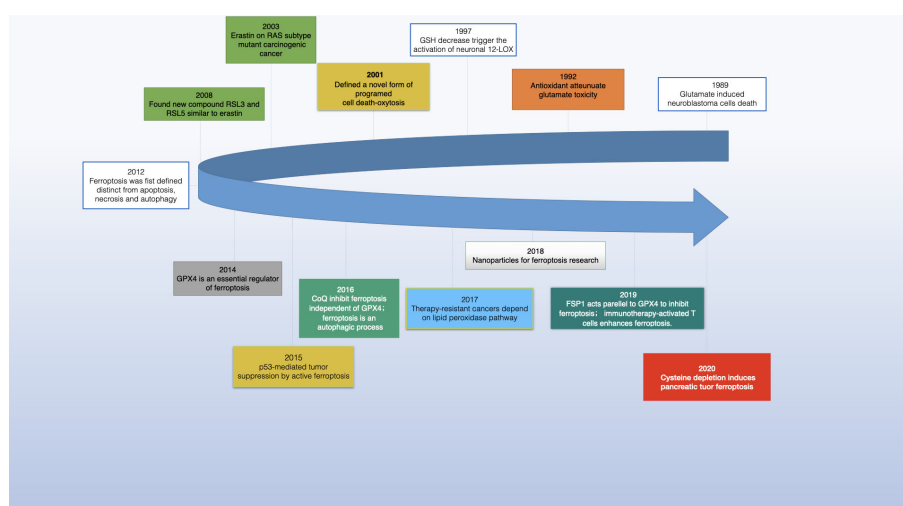 2003
Erastin on RAS subtype
mutant carcinogenic
cancer
1997
GSH decrease trigger the
activation of neuronal 12-LOX
2001
Defined a novel form of
programed
cell death-oxytosis
1992
Antioxidant atteunuate
glutamate toxicity
1989
Glutamate induced
neuroblastoma cells death
2008
Found new compound RSL3 and
RSL5 similar to erastin
2012
Ferroptosis was fist defined
distinct from apoptosis,
necrosis and autophagy
2014
GPX4 is an essential regulator
of ferroptosis
2018
Nanoparticles for ferroptosis research
2016
CoQ inhibit ferroptosis
independent of GPX4;
ferroptosis is an
autophagic process
2017
Therapy-resistant cancers depend
on lipid peroxidase pathway
2019
FSP1 acts parellel to GPX4 to inhibit
ferroptosis; immunotherapy-activated T
cells enhances ferroptosis.
2015
p53-mediated tumor
suppression by active ferroptosis
2020
Cysteine depletion induces
pancreatic tuor ferroptosis